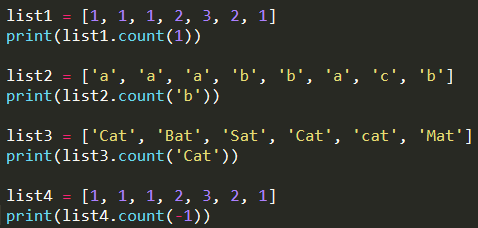 list1 = [1, 1, 1, 2, 3, 2, 1]
print(list1.count(1))
list2 = ['a', 'a', 'a', 'b', 'b', 'a', 'c', 'b']
print(list2.count('b'))
list3 = ['Cat', 'Bat', 'Sat', 'Cat', 'cat', 'Mat']
print(list3.count('Cat'))
list4 = [1, 1, 1, 2, 3, 2, 1]
print(list4.count(-1))